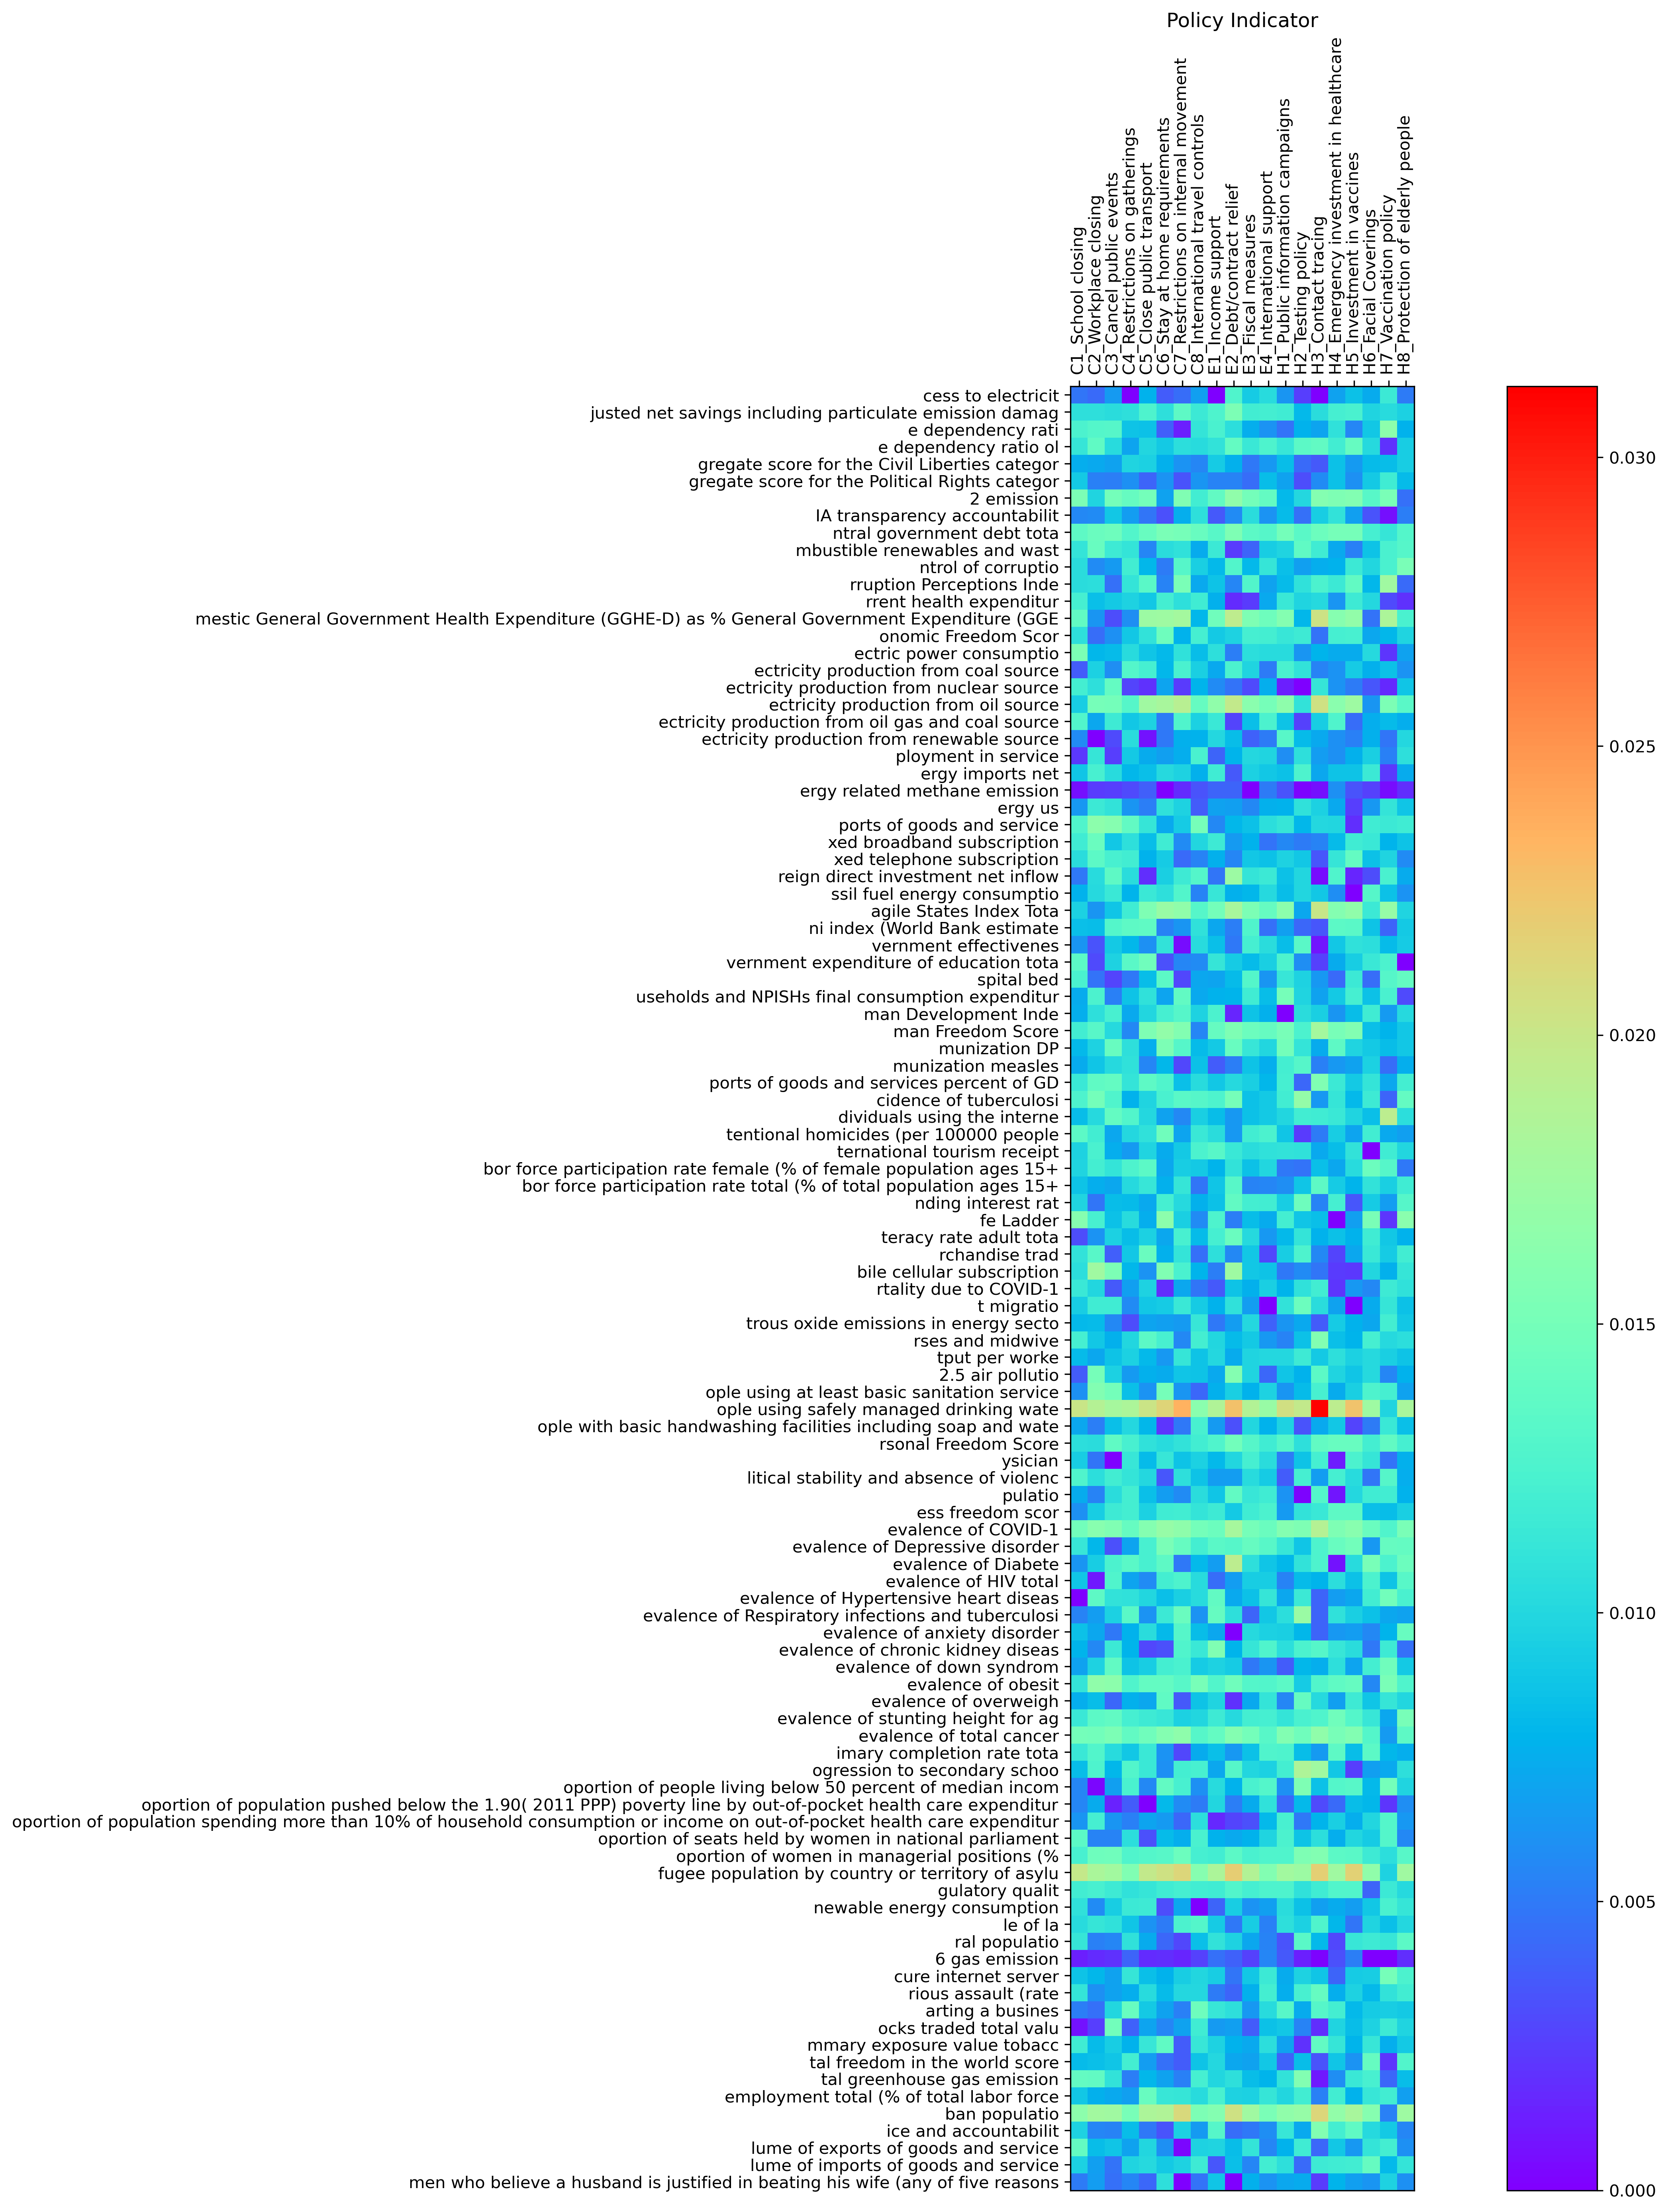 Policy Indicator
C1_School closing
C2_Workplace closing
C3_Cancel public events
C4_Restrictions on gatherings
C5_Close public transport
C6_Stay at home requirements
C7_Restrictions on internal movement
C8_International travel controls
E1_Income support
E2_Debt/contract relief
E3_Fiscal measures
E4_International support
H1_Public information campaigns
H2_Testing policy
H3_Contact tracing
H4_Emergency investment in healthcare
H5_Investment in vaccines
H6_Facial Coverings
H7_Vaccination policy
H8_Protection of elderly people
cess to electricit
justed net savings including particulate emission damag
e dependency rati
e dependency ratio ol
gregate score for the Civil Liberties categor
gregate score for the Political Rights categor
2 emission
IA transparency accountabilit
ntral government debt tota
mbustible renewables and wast
ntrol of corruptio
rruption Perceptions Inde
rrent health expenditur
mestic General Government Health Expenditure (GGHE-D) as % General Government Expenditure (GGE
onomic Freedom Scor
ectric power consumptio
ectricity production from coal source
ectricity production from nuclear source
ectricity production from oil source
ectricity production from oil gas and coal source
ectricity production from renewable source
ployment in service
ergy imports net
ergy related methane emission
ergy us
ports of goods and service
xed broadband subscription
xed telephone subscription
reign direct investment net inflow
ssil fuel energy consumptio
agile States Index Tota
ni index (World Bank estimate
vernment effectivenes
vernment expenditure of education tota
spital bed
useholds and NPISHs final consumption expenditur
man Development Inde
man Freedom Score
munization DP
munization measles
ports of goods and services percent of GD
cidence of tuberculosi
dividuals using the interne
tentional homicides (per 100000 people
ternational tourism receipt
bor force participation rate female (% of female population ages 15+
bor force participation rate total (% of total population ages 15+
nding interest rat
fe Ladder
teracy rate adult tota
rchandise trad
bile cellular subscription
rtality due to COVID-1
t migratio
trous oxide emissions in energy secto
rses and midwive
tput per worke
2.5 air pollutio
ople using at least basic sanitation service
ople using safely managed drinking wate
ople with basic handwashing facilities including soap and wate
rsonal Freedom Score
ysician
litical stability and absence of violenc
pulatio
ess freedom scor
evalence of COVID-1
evalence of Depressive disorder
evalence of Diabete
evalence of HIV total
evalence of Hypertensive heart diseas
evalence of Respiratory infections and tuberculosi
evalence of anxiety disorder
evalence of chronic kidney diseas
evalence of down syndrom
evalence of obesit
evalence of overweigh
evalence of stunting height for ag
evalence of total cancer
imary completion rate tota
ogression to secondary schoo
oportion of people living below 50 percent of median incom
oportion of population pushed below the 1.90( 2011 PPP) poverty line by out-of-pocket health care expenditur
oportion of population spending more than 10% of household consumption or income on out-of-pocket health care expenditur
oportion of seats held by women in national parliament
oportion of women in managerial positions (%
fugee population by country or territory of asylu
gulatory qualit
newable energy consumption
le of la
ral populatio
6 gas emission
cure internet server
rious assault (rate
arting a busines
ocks traded total valu
mmary exposure value tobacc
tal freedom in the world score
tal greenhouse gas emission
employment total (% of total labor force
ban populatio
ice and accountabilit
lume of exports of goods and service
lume of imports of goods and service
men who believe a husband is justified in beating his wife (any of five reasons
0.030
0.025
0.020
0.015
0.010
0.005
0.000